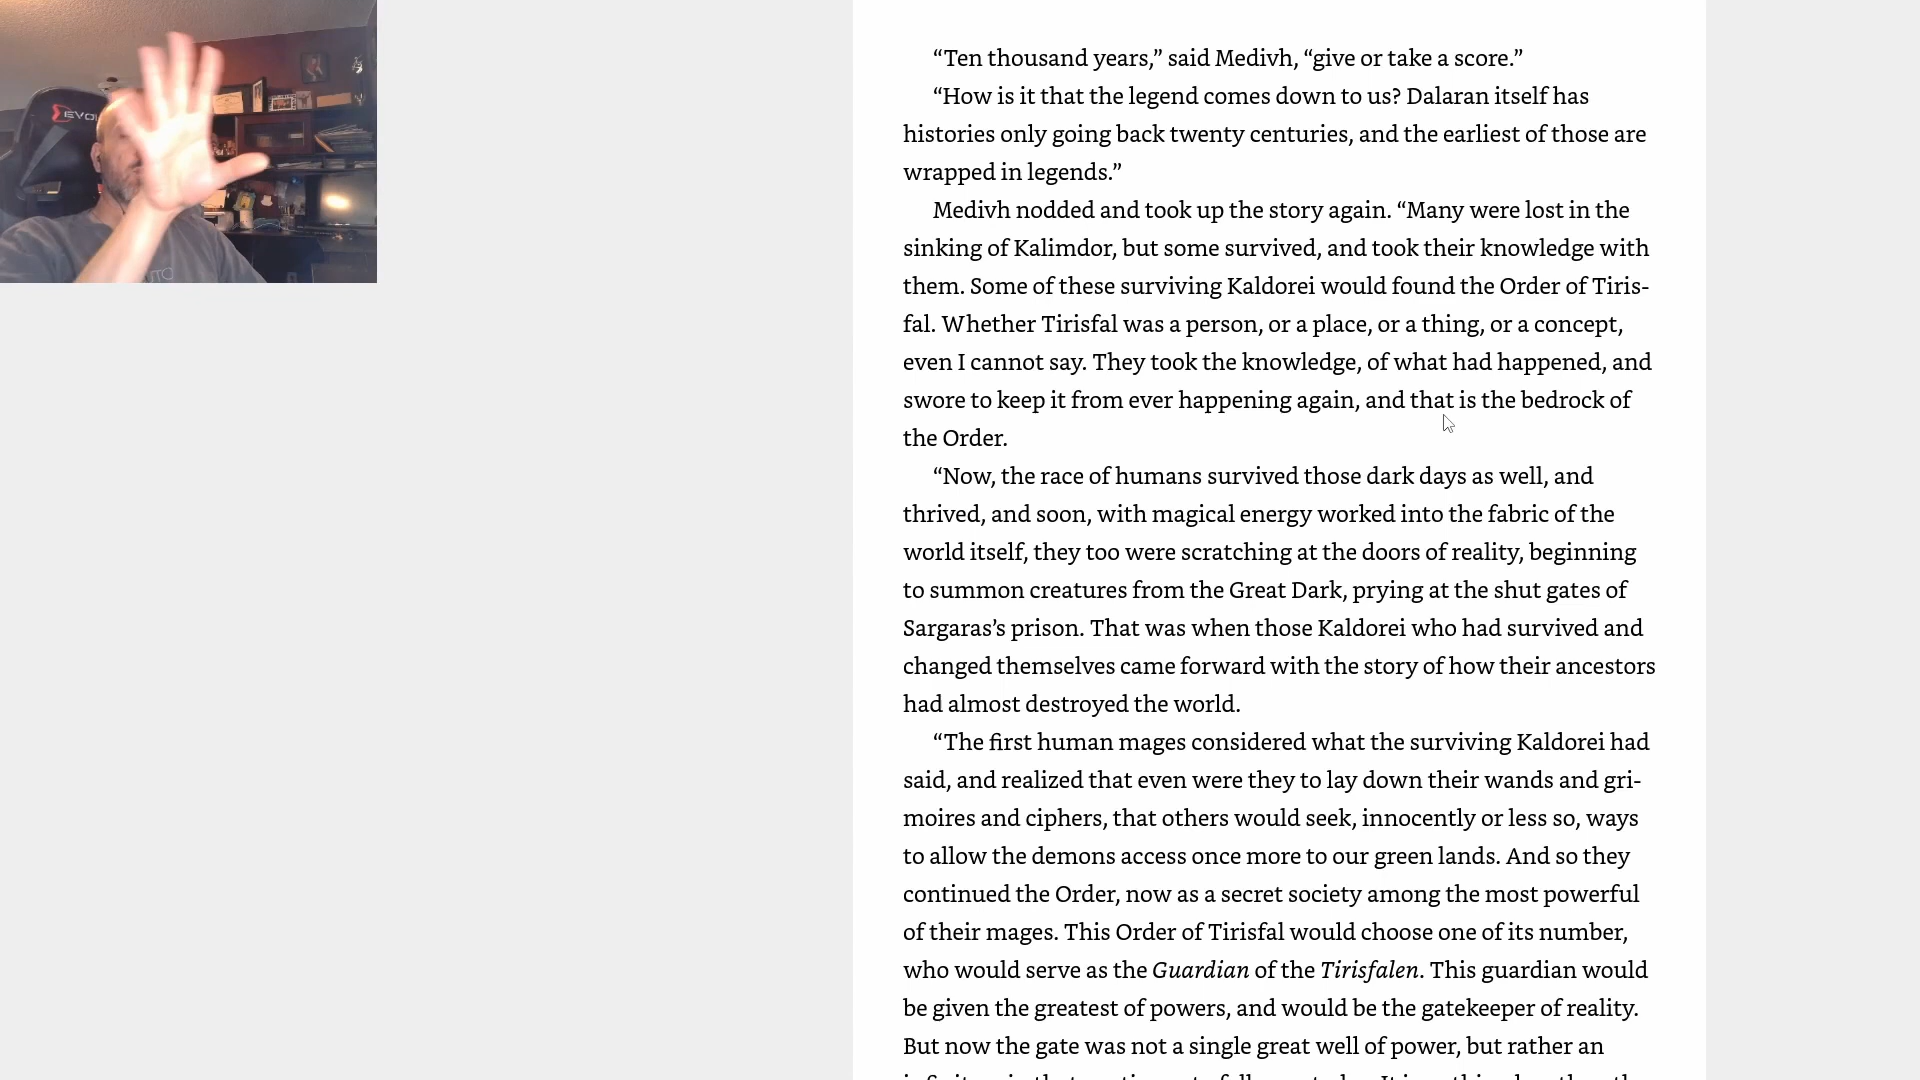 EVO
“Ten thousand years,” said Medivh, “give or take a score.”
“How is it that the legend comes down to us? Dalaran itself has
histories only going back twenty centuries, and the earliest of those are
wrapped in legends.”
Medivh nodded and took up the story again. “Many were lost in the
sinking of Kalimdor, but some survived, and took their knowledge with
them. Some of these surviving Kaldorei would found the Order of Tiris-
fal. Whether Tirisfal was a person, or a place, or a thing, or a concept,
even I cannot say. They took the knowledge, of what had happened, and
swore to keep it from ever happening again, and that is the bedrock of
the Order.
“Now, the race of humans survived those dark days as well, and
thrived, and soon, with magical energy worked into the fabric of the
world itself, they too were scratching at the doors of reality, beginning
to summon creatures from the Great Dark, prying at the shut gates of
Sargaras’s prison. That was when those Kaldorei who had survived and
changed themselves came forward with the story of how their ancestors
had almost destroyed the world.
“The first human mages considered what the surviving Kaldorei had
said, and realized that even were they to lay down their wands and gri-
moires and ciphers, that others would seek, innocently or less so, ways
to allow the demons access once more to our green lands. And so they
continued the Order, now as a secret society among the most powerful
of their mages. This Order of Tirisfal would choose one of its number,
who would serve as the Guardian of the Tirisfalen. This guardian would
be given the greatest of powers, and would be the gatekeeper of reality.
But now the gate was not a single great well of power, but rather an